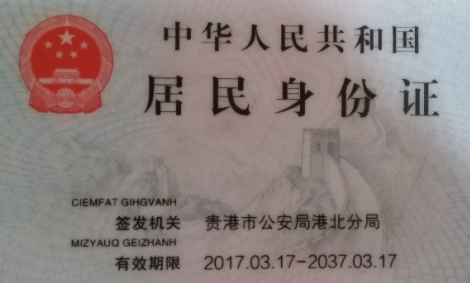 中华人民共和国
居民身份证
CIEMFAT GIHGVANH
签发机关 贵港市公安局港北分局
MIZYAUQ GEIZHANH
有效期限 2017.03.17-2037.03.17